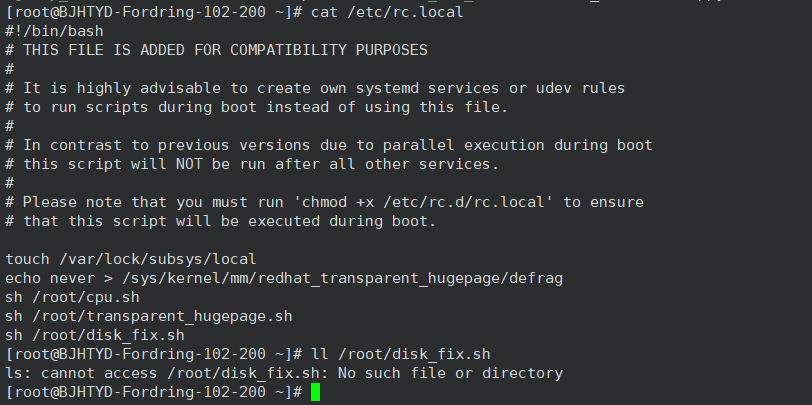 [root@BJHTYD-Fordring-102-200 ~]# cat /etc/rc.local
#!/bin/bash
# THIS FILE IS ADDED FOR COMPATIBILITY PURPOSES
#
# It is highly advisable to create own systemd services or udev rules
# to run scripts during boot instead of using this file.
#
# In contrast to previous versions due to parallel execution during boot
# this script will NOT be run after all other services.
#
# Please note that you must run 'chmod +x /etc/rc.d/rc.local' to ensure
# that this script will be executed during boot.

touch /var/lock/subsys/local
echo never > /sys/kernel/mm/redhat_transparent_hugepage/defrag
sh /root/cpu.sh
sh /root/transparent_hugepage.sh
sh /root/disk_fix.sh
[root@BJHTYD-Fordring-102-200 ~]# ll /root/disk_fix.sh
ls: cannot access /root/disk_fix.sh: No such file or directory
[root@BJHTYD-Fordring-102-200 ~]#